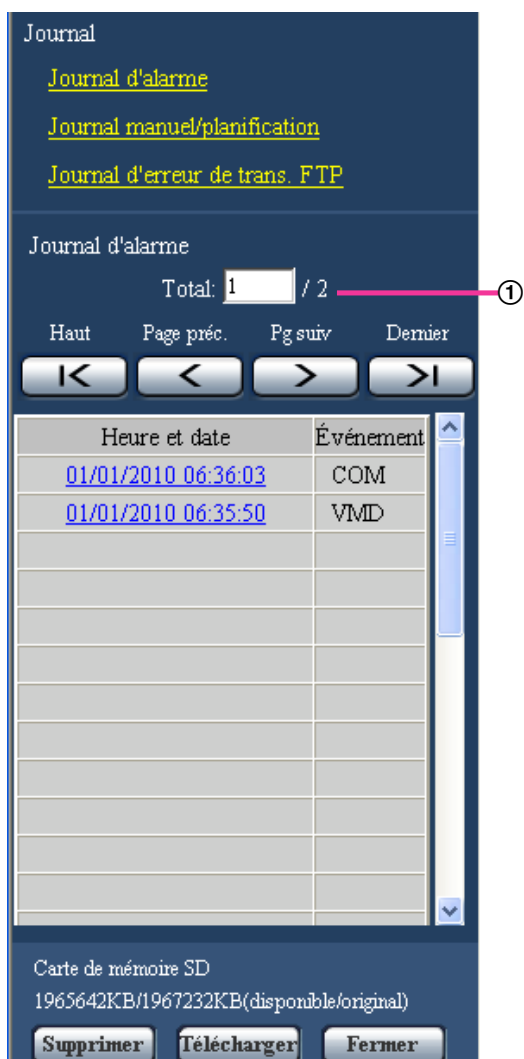 Journal
Journal d'alarme
Journal manuel/planification
Journal d'erreur de trans. FTP
Journal d'alarme
Total: 1 / 2 ①
Haut Page préc. Pg suiv Dernier
Heure et date Événement
01/01/2010 06:36:03 COM
01/01/2010 06:35:50 VMD
Carte de mémoire SD
1965642KB/1967232KB(disponible/original)
Supprimer Télécharger Fermer